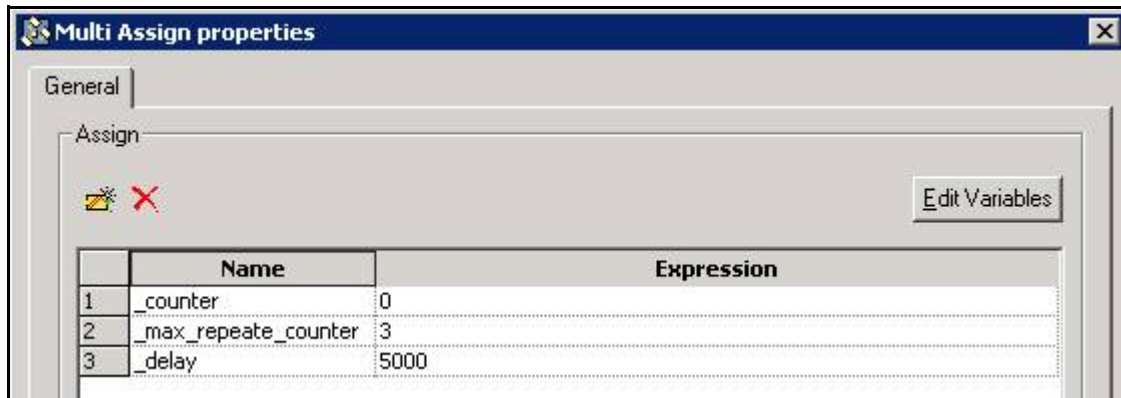 Multi Assign properties
General
Assign
Edit Variables
Name Expression
1 _counter 0
2 _max_repeate_counter 3
3 _delay 5000